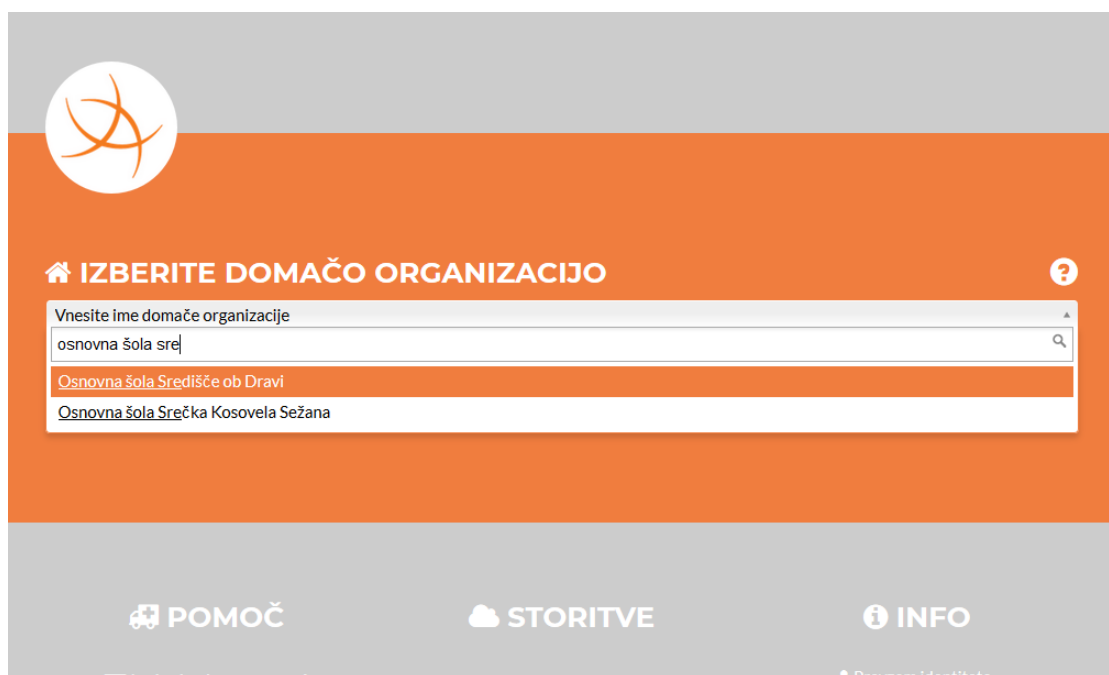 IZBERITE DOMAČO ORGANIZACIJO
Vnesite ime domače organizacije
osnovna šola sre
Osnovna šola Središče ob Dravi
Osnovna šola Srečka Kosovela Sežana
POMOČ
STORITVE
INFO